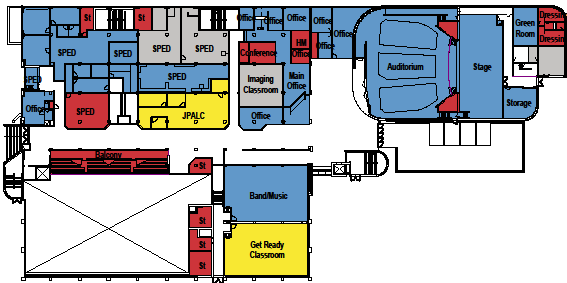 St
St
Office
Office
Office
Office
Office
Office
Green
Room
Dressing
Dressing
SPED
SPED
SPED
SPED
HM
Office
Conference
Auditorium
Stage
SPED
SPED
Imaging
Classroom
Main
Office
Storage
Office
SPED
JPALC
Office
Balcony
St
Band/Music
St
St
St
Get Ready
Classroom